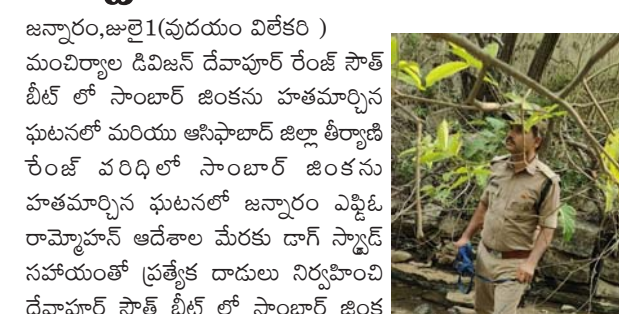 జన్నారం,జులై1(వుదయం విలేకరి )
మంచిర్యాల డివిజన్ దేవాపూర్ రేంజ్ సౌత్
బీట్ లో సాంబార్ జింకను హతమార్చిన
ఘటనలో మరియు ఆసిఫాబాద్ జిల్లా తీర్యాణి
రేంజ్ వరిధిలో సాంబార్ జింకను
హతమార్చిన ఘటనలో జన్నారం ఎఫ్డిఓ
రామ్మోహన్ ఆదేశాల మేరకు డాగ్ స్క్వాడ్
సహాయంతో ప్రత్యేక దాడులు నిర్వహించి
దేవాపూర్ సౌత్ బీట్ లో సాంబార్ జింక